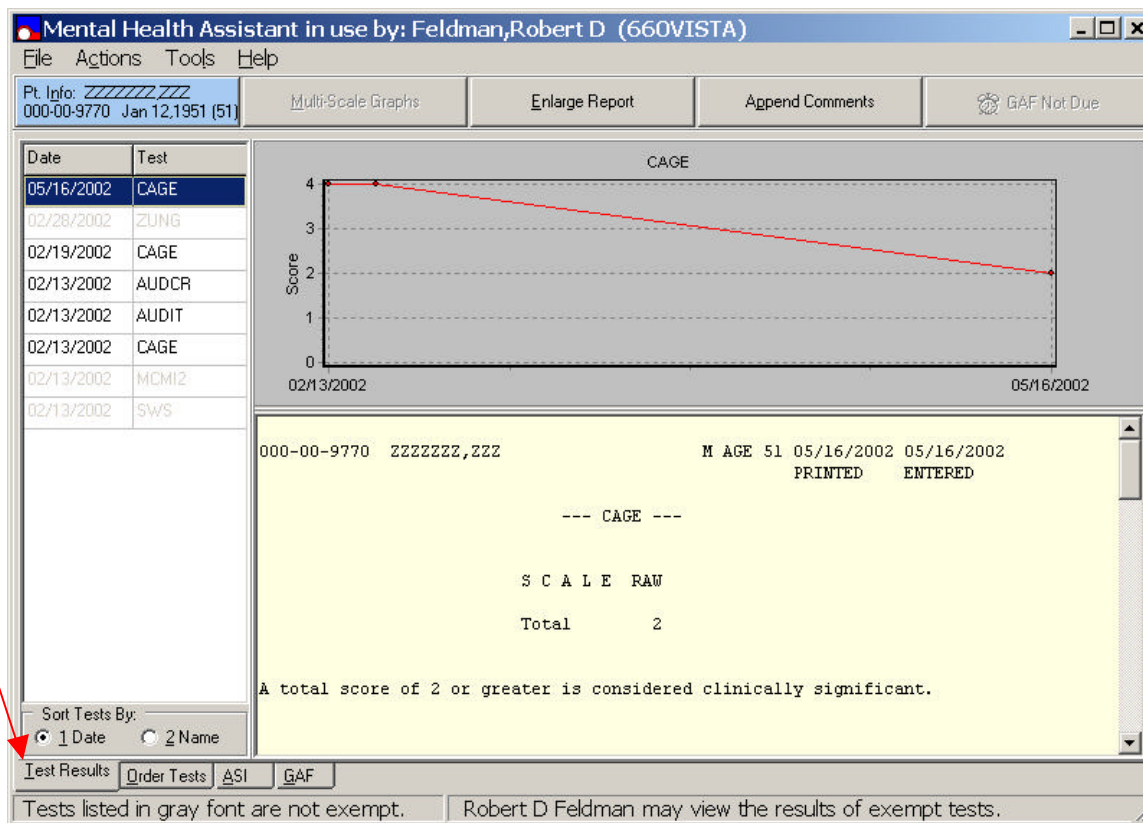 Mental Health Assistant in use by: Feldman,Robert D (660VISTA)
File Actions Tools Help
Pt. Info: ZZZZZZZ,ZZZ
000-00-9770 Jan 12,1951 (51)
Multi-Scale Graphs
Enlarge Report
Append Comments
GAF Not Due
Date Test
05/16/2002 CAGE
02/28/2002 ZUNG
02/19/2002 CAGE
02/13/2002 AUDCR
02/13/2002 AUDIT
02/13/2002 CAGE
02/13/2002 MCMI2
02/13/2002 SWS
Sort Tests By:
1 Date 2 Name
CAGE
Score
4
3
2
1
0
02/13/2002 05/16/2002
000-00-9770 ZZZZZZZ,ZZZ M AGE 51 05/16/2002 05/16/2002
PRINTED ENTERED
--- CAGE ---
S C A L E RAW
Total 2
A total score of 2 or greater is considered clinically significant.
Test Results Order Tests ASI GAF
Tests listed in gray font are not exempt. Robert D Feldman may view the results of exempt tests.